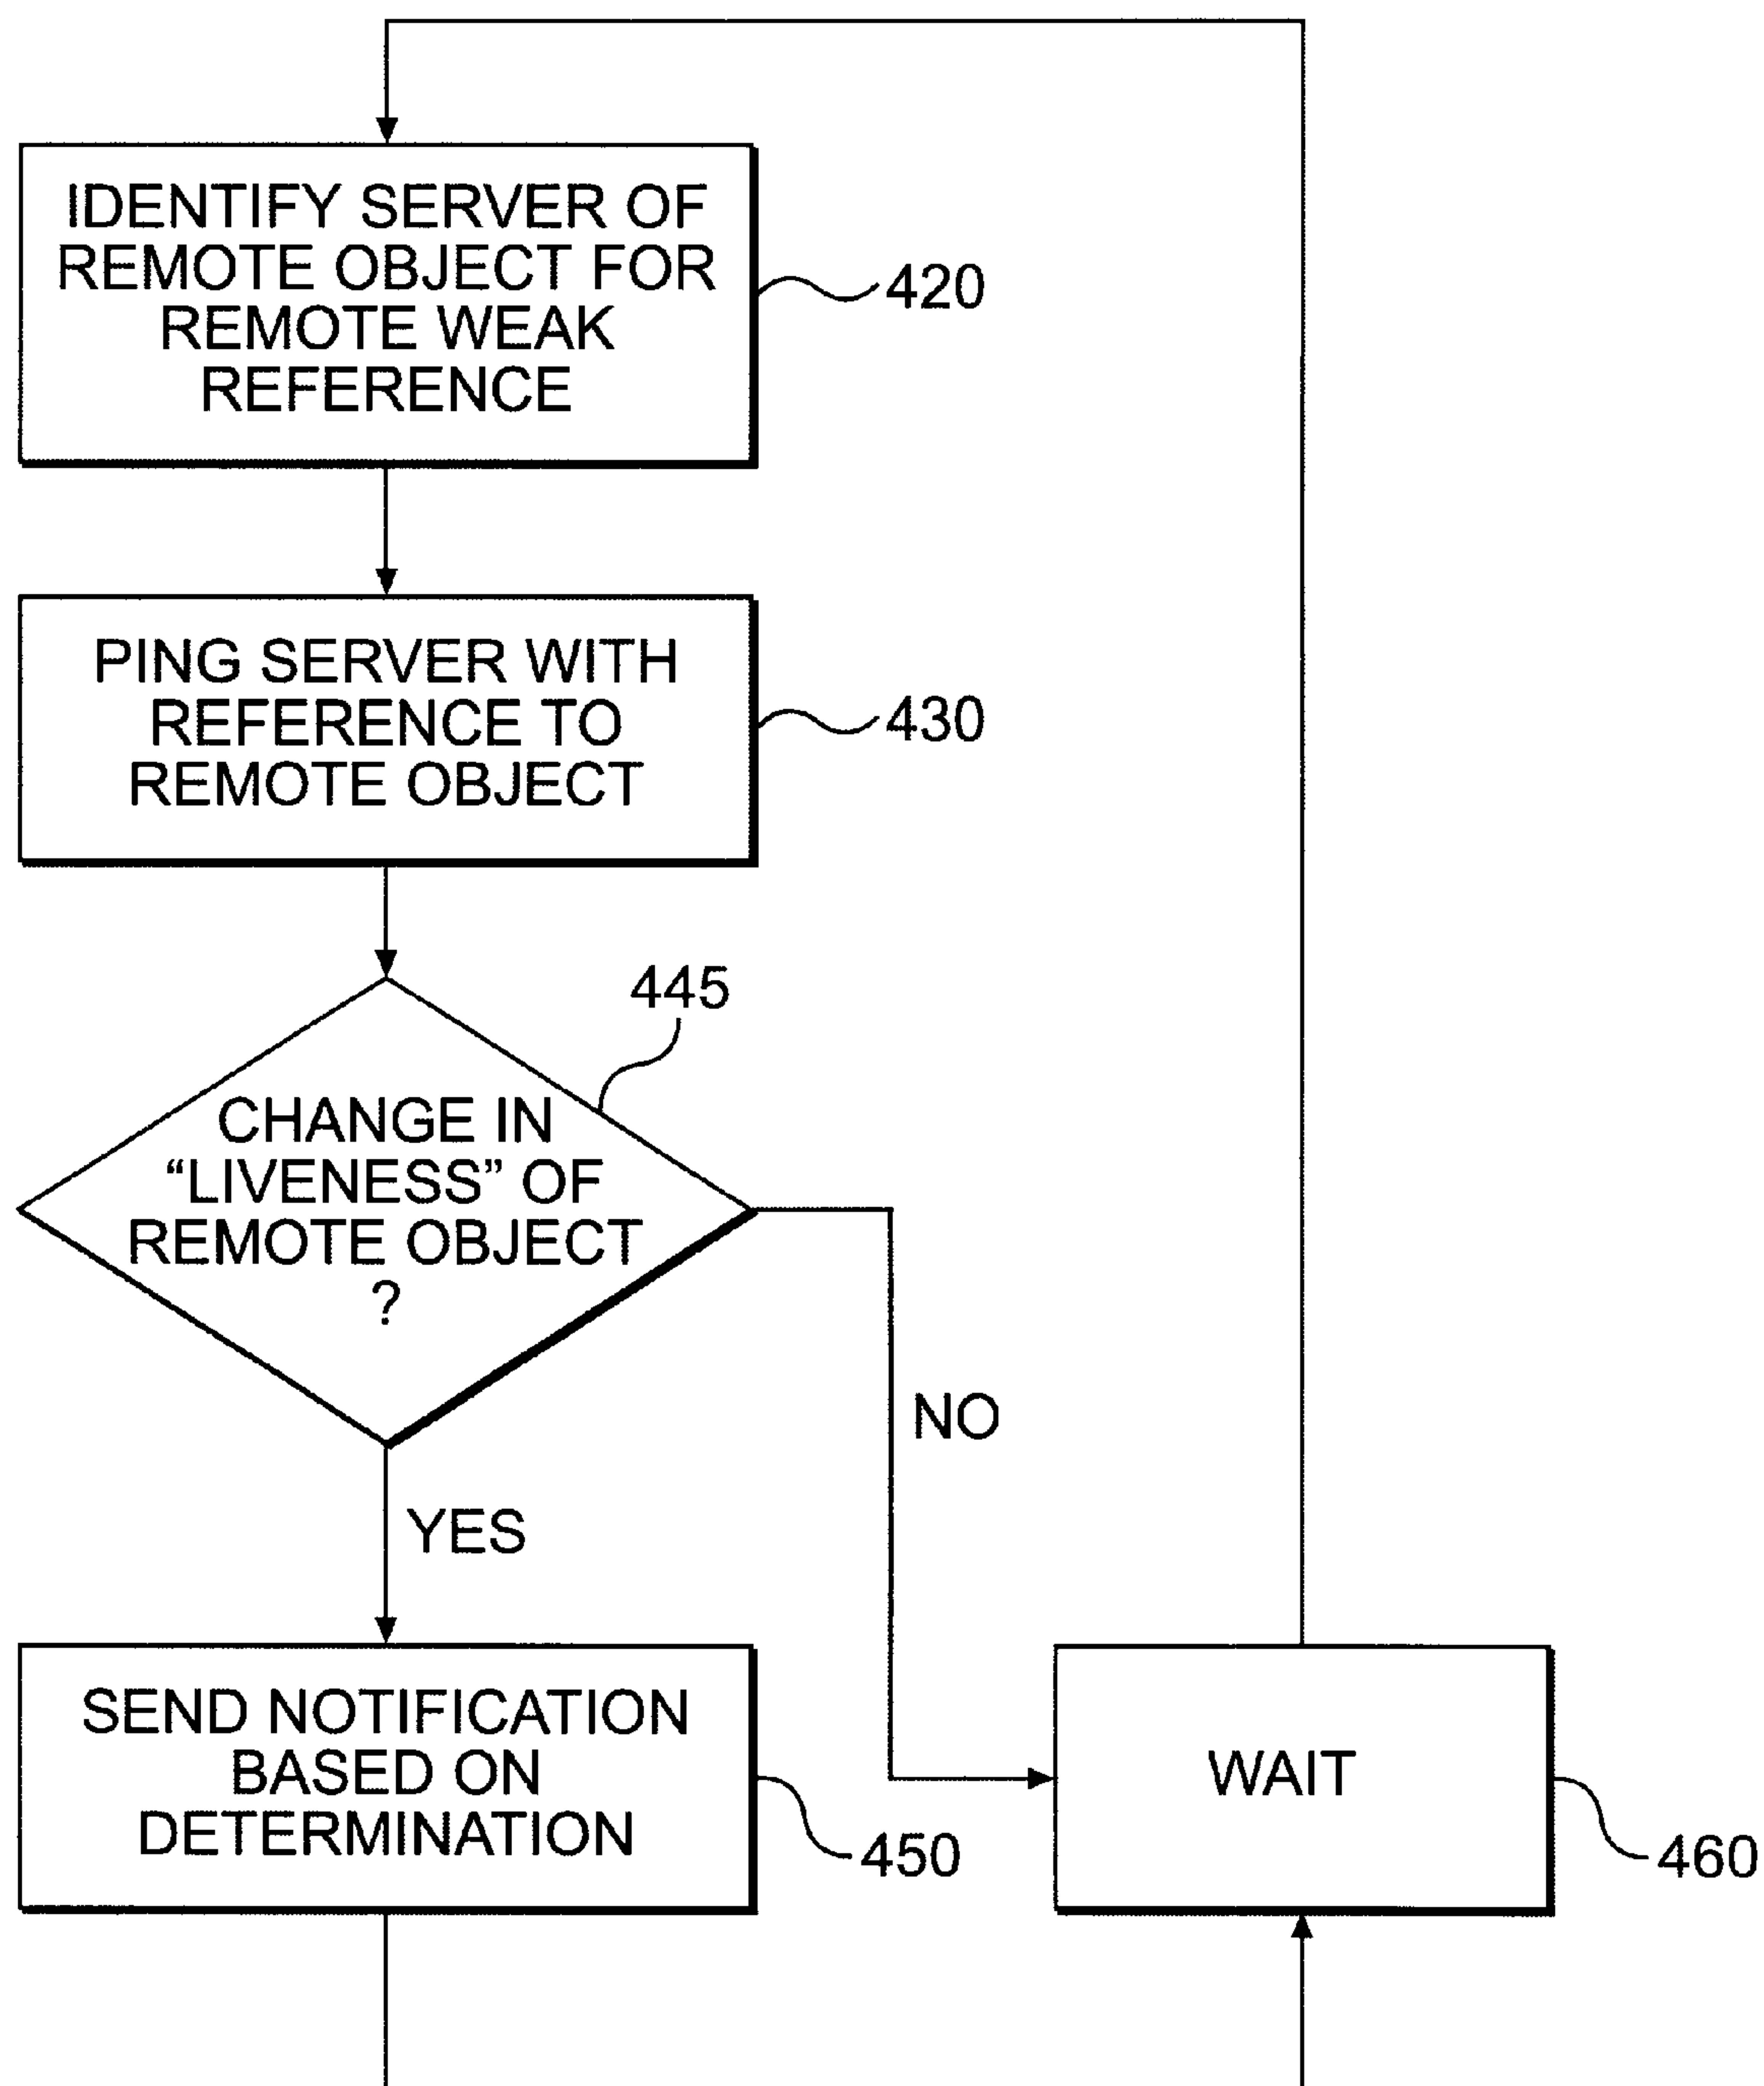 IDENTIFY SERVER OF
REMOTE OBJECT FOR
REMOTE WEAK
REFERENCE
420
PING SERVER WITH
REFERENCE TO
REMOTE OBJECT
430
445
CHANGE IN
“LIVENESS” OF
REMOTE OBJECT
?
NO
YES
SEND NOTIFICATION
BASED ON
DETERMINATION
450
WAIT
460